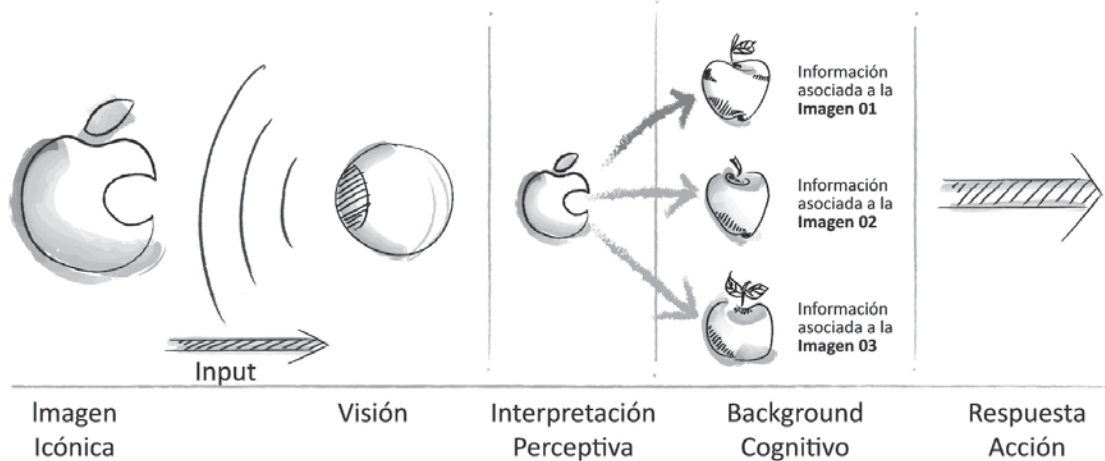 Información
asociada a la
Imagen 01
Información
asociada a la
Imagen 02
Información
asociada a la
Imagen 03
Input
Imagen
Icónica
Visión
Interpretación
Perceptiva
Background
Cognitivo
Respuesta
Acción